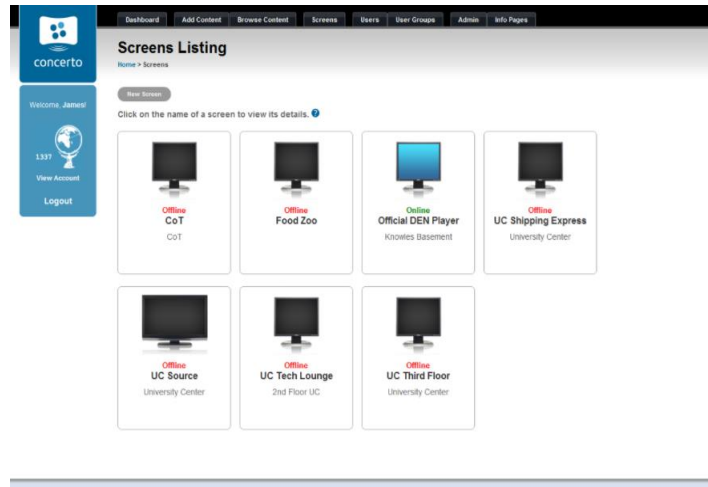 Dashboard Add Content Browse Content Screens Users User Groups Admin Info Pages
concerto
Screens Listing
Home > Screens
Welcome, James!
1337
View Account
Logout
New Screen
Click on the name of a screen to view its details. ?
Offline
CoT
CoT
Offline
Food Zoo
Online
Official DEN Player
Knowles Basement
Offline
UC Shipping Express
University Center
Offline
UC Source
University Center
Offline
UC Tech Lounge
2nd Floor UC
Offline
UC Third Floor
University Center